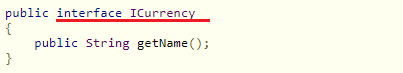 public interface ICurrency
{
    public String getName();
}